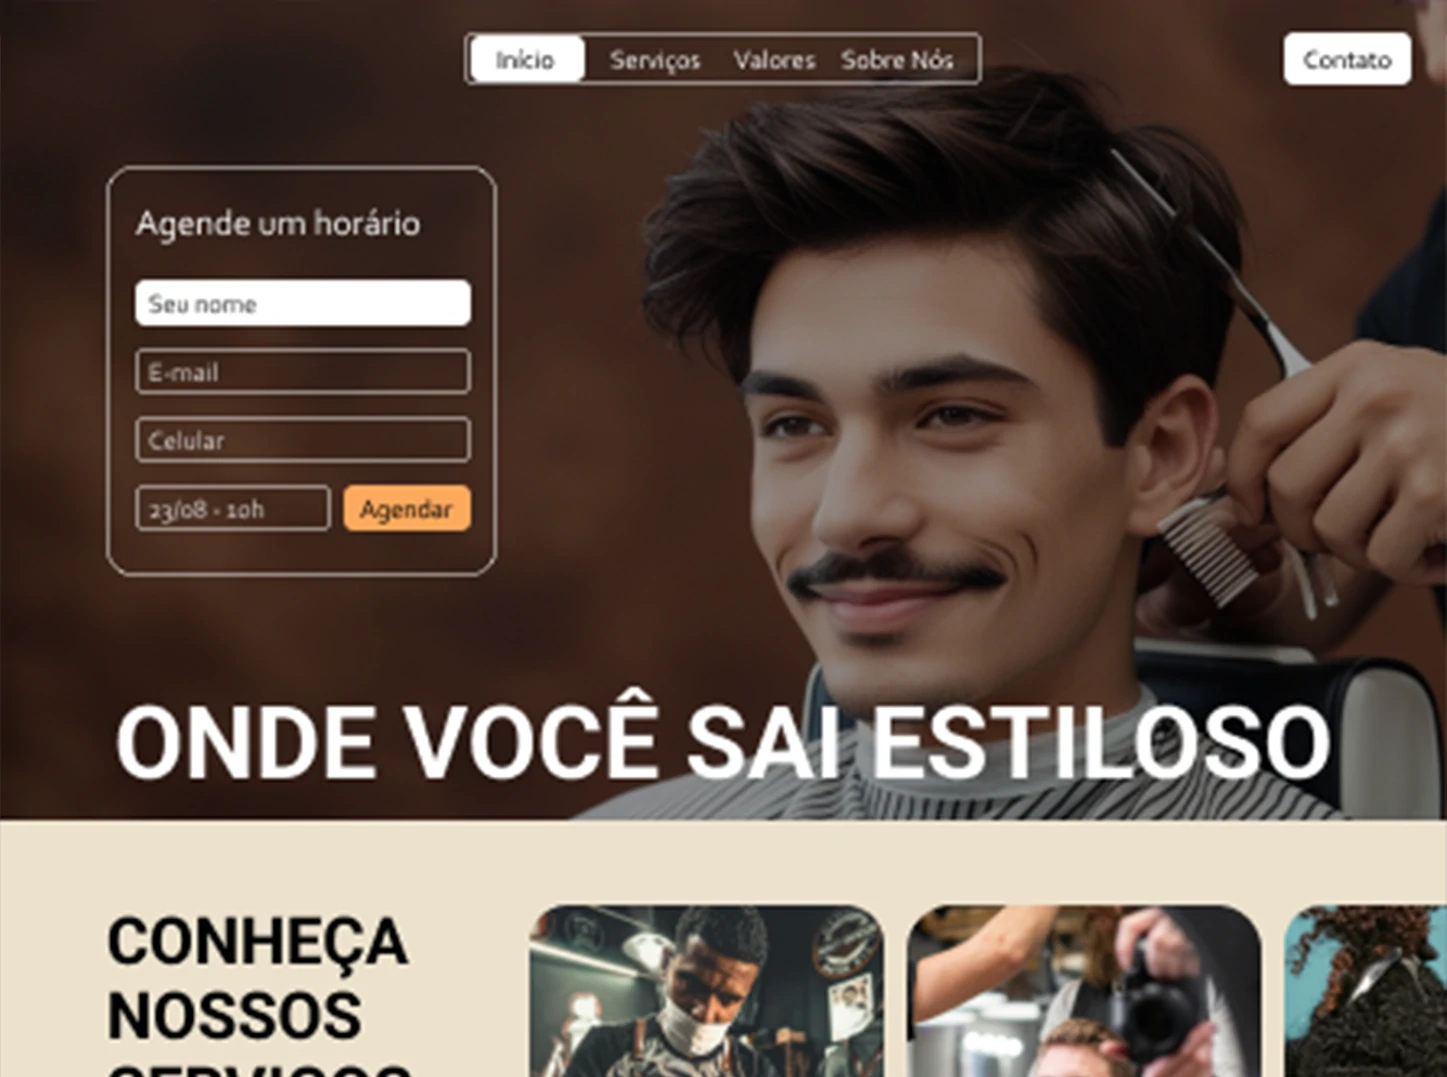 Início Serviços Valores Sobre Nós Contato
Agende um horário
Seu nome
E-mail
Celular
23/08 - 10h Agendar
ONDE VOCÊ SAI ESTILOSO
CONHEÇA
NOSSOS
SERVIÇOS